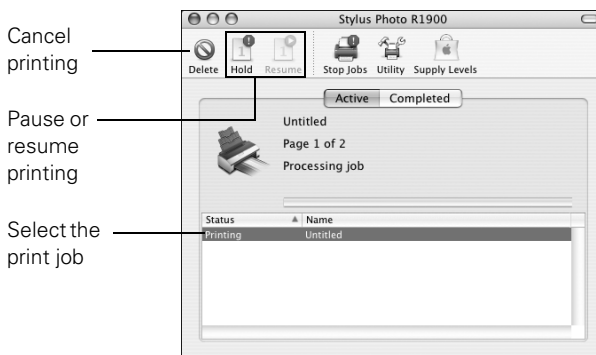 Stylus Photo R1900
Cancel
printing
Delete Hold Resume Stop Jobs Utility Supply Levels
Active Completed
Pause or
resume
printing
Untitled
Page 1 of 2
Processing job
Select the
print job
Status Name
Printing Untitled